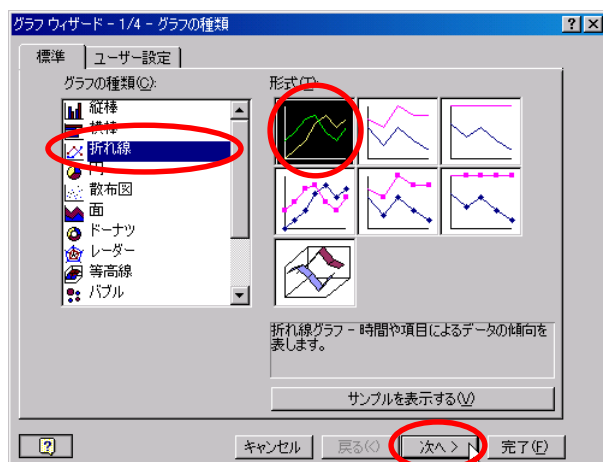 グラフ ウィザード - 1/4 - グラフの種類
標準 ユーザー設定
グラフの種類(C):
縦棒
横棒
折れ線
円
散布図
面
ドーナツ
レーダー
等高線
バブル
形式(T):
折れ線グラフ - 時間や項目によるデータの傾向を
表します。
サンプルを表示する(V)
キャンセル 戻る(<) 次へ > 完了(F)